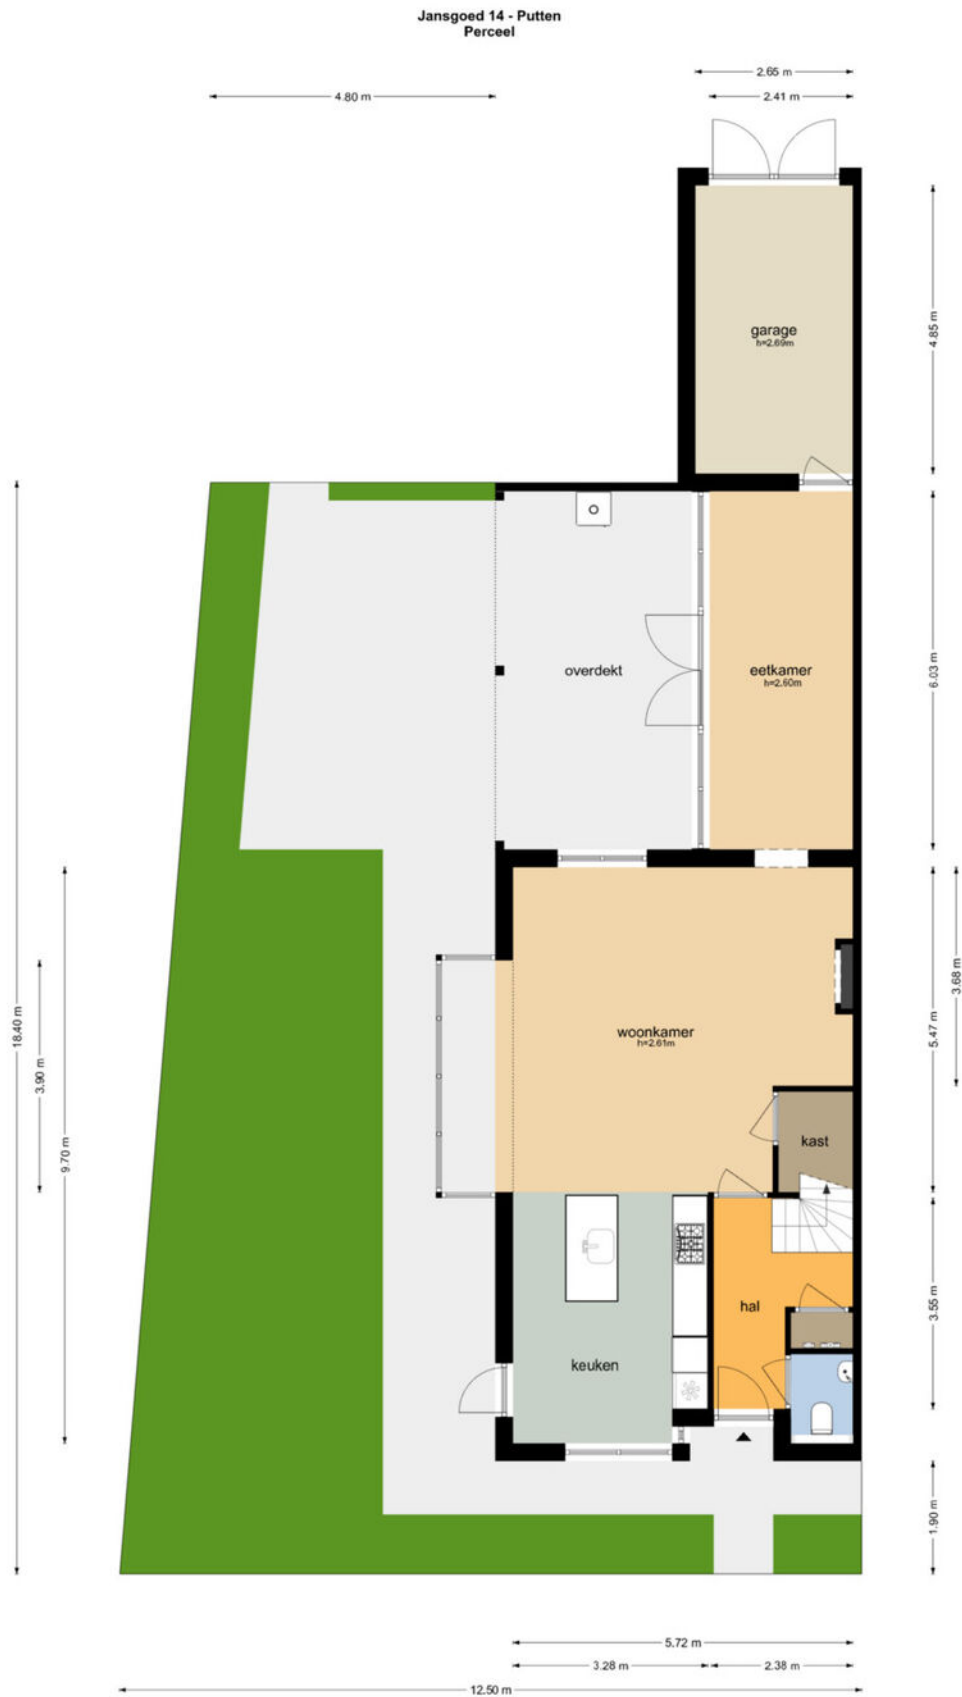 Jansgoed 14 - Putten
Perceel
2.65 m
4.80 m
2.41 m
garage
h=2.69m
4.85 m
overdekt
eetkamer
h=2.60m
6.03 m
18.40 m
3.90 m
9.70 m
woonkamer
h=2.61m
5.47 m
3.68 m
kast
hal
3.55 m
keuken
1.90 m
5.72 m
3.28 m
2.38 m
12.50 m